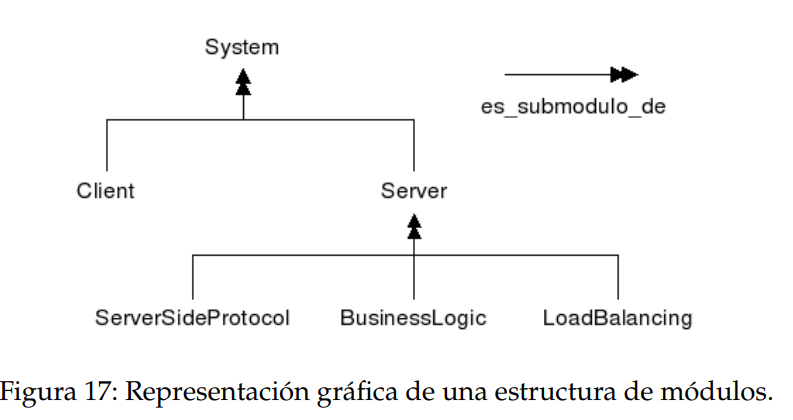 System
es_submodulo_de
Client
Server
ServerSideProtocol
BusinessLogic
LoadBalancing
Figura 17: Representación gráfica de una estructura de módulos.